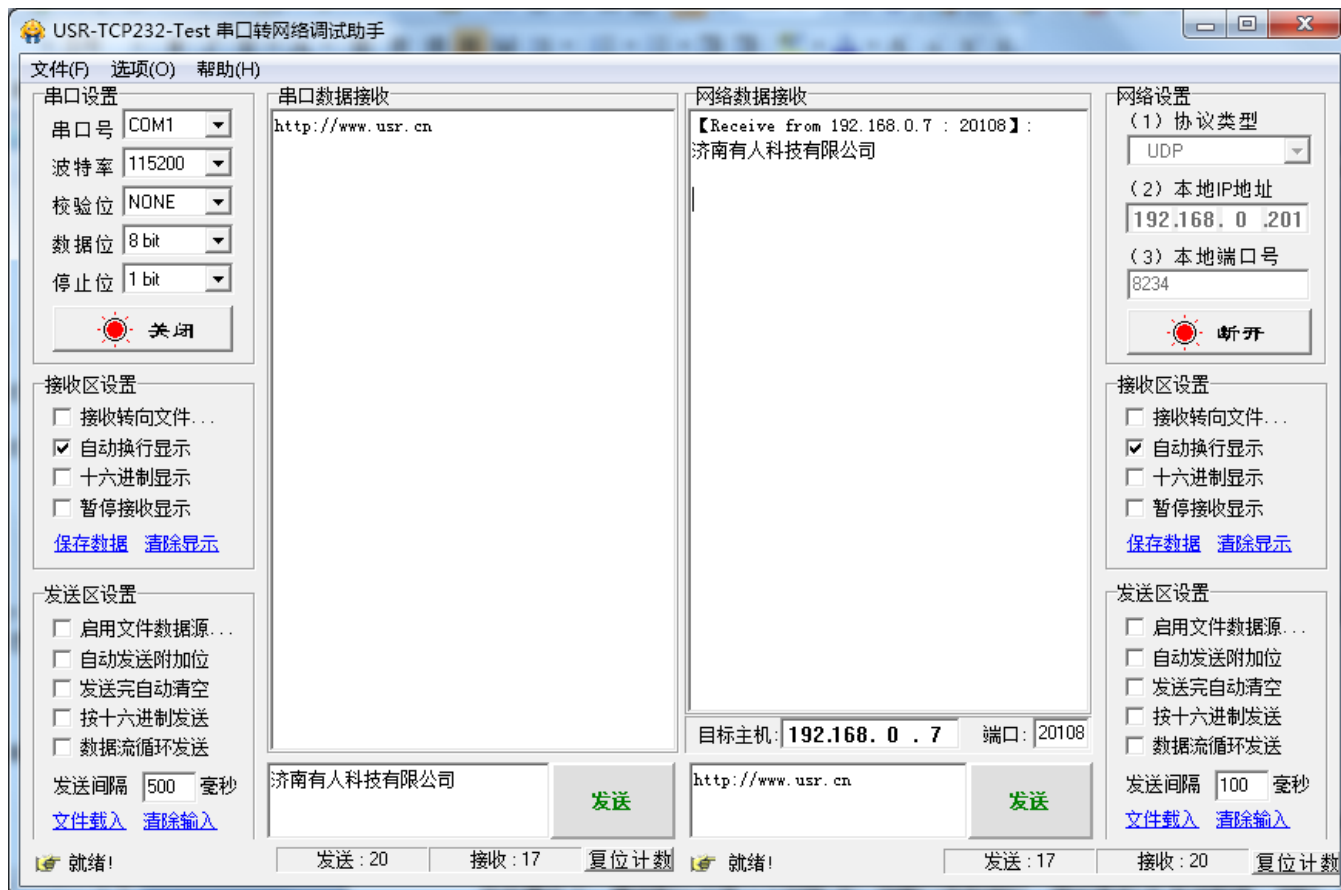 USR-TCP232-Test 串口转网络调试助手
文件(F) 选项(O) 帮助(H)
串口设置
串口号 COM1
波特率 115200
校验位 NONE
数据位 8 bit
停止位 1 bit
关闭
接收区设置
接收转向文件...
自动换行显示
十六进制显示
暂停接收显示
保存数据 清除显示
发送区设置
启用文件数据源...
自动发送附加位
发送完自动清空
按十六进制发送
数据流循环发送
发送间隔 500 毫秒
文件载入 清除输入
就绪!
串口数据接收
http://www.usr.cn
济南有人科技有限公司
发送
发送 : 20 接收 : 17 复位计数
网络数据接收
【Receive from 192.168.0.7 : 20108】:
济南有人科技有限公司
目标主机: 192.168. 0 . 7 端口: 20108
http://www.usr.cn
发送
就绪!
发送 : 17 接收 : 20 复位计数
网络设置
(1) 协议类型
UDP
(2) 本地IP地址
192.168. 0 .201
(3) 本地端口号
8234
断开
接收区设置
接收转向文件...
自动换行显示
十六进制显示
暂停接收显示
保存数据 清除显示
发送区设置
启用文件数据源...
自动发送附加位
发送完自动清空
按十六进制发送
数据流循环发送
发送间隔 100 毫秒
文件载入 清除输入